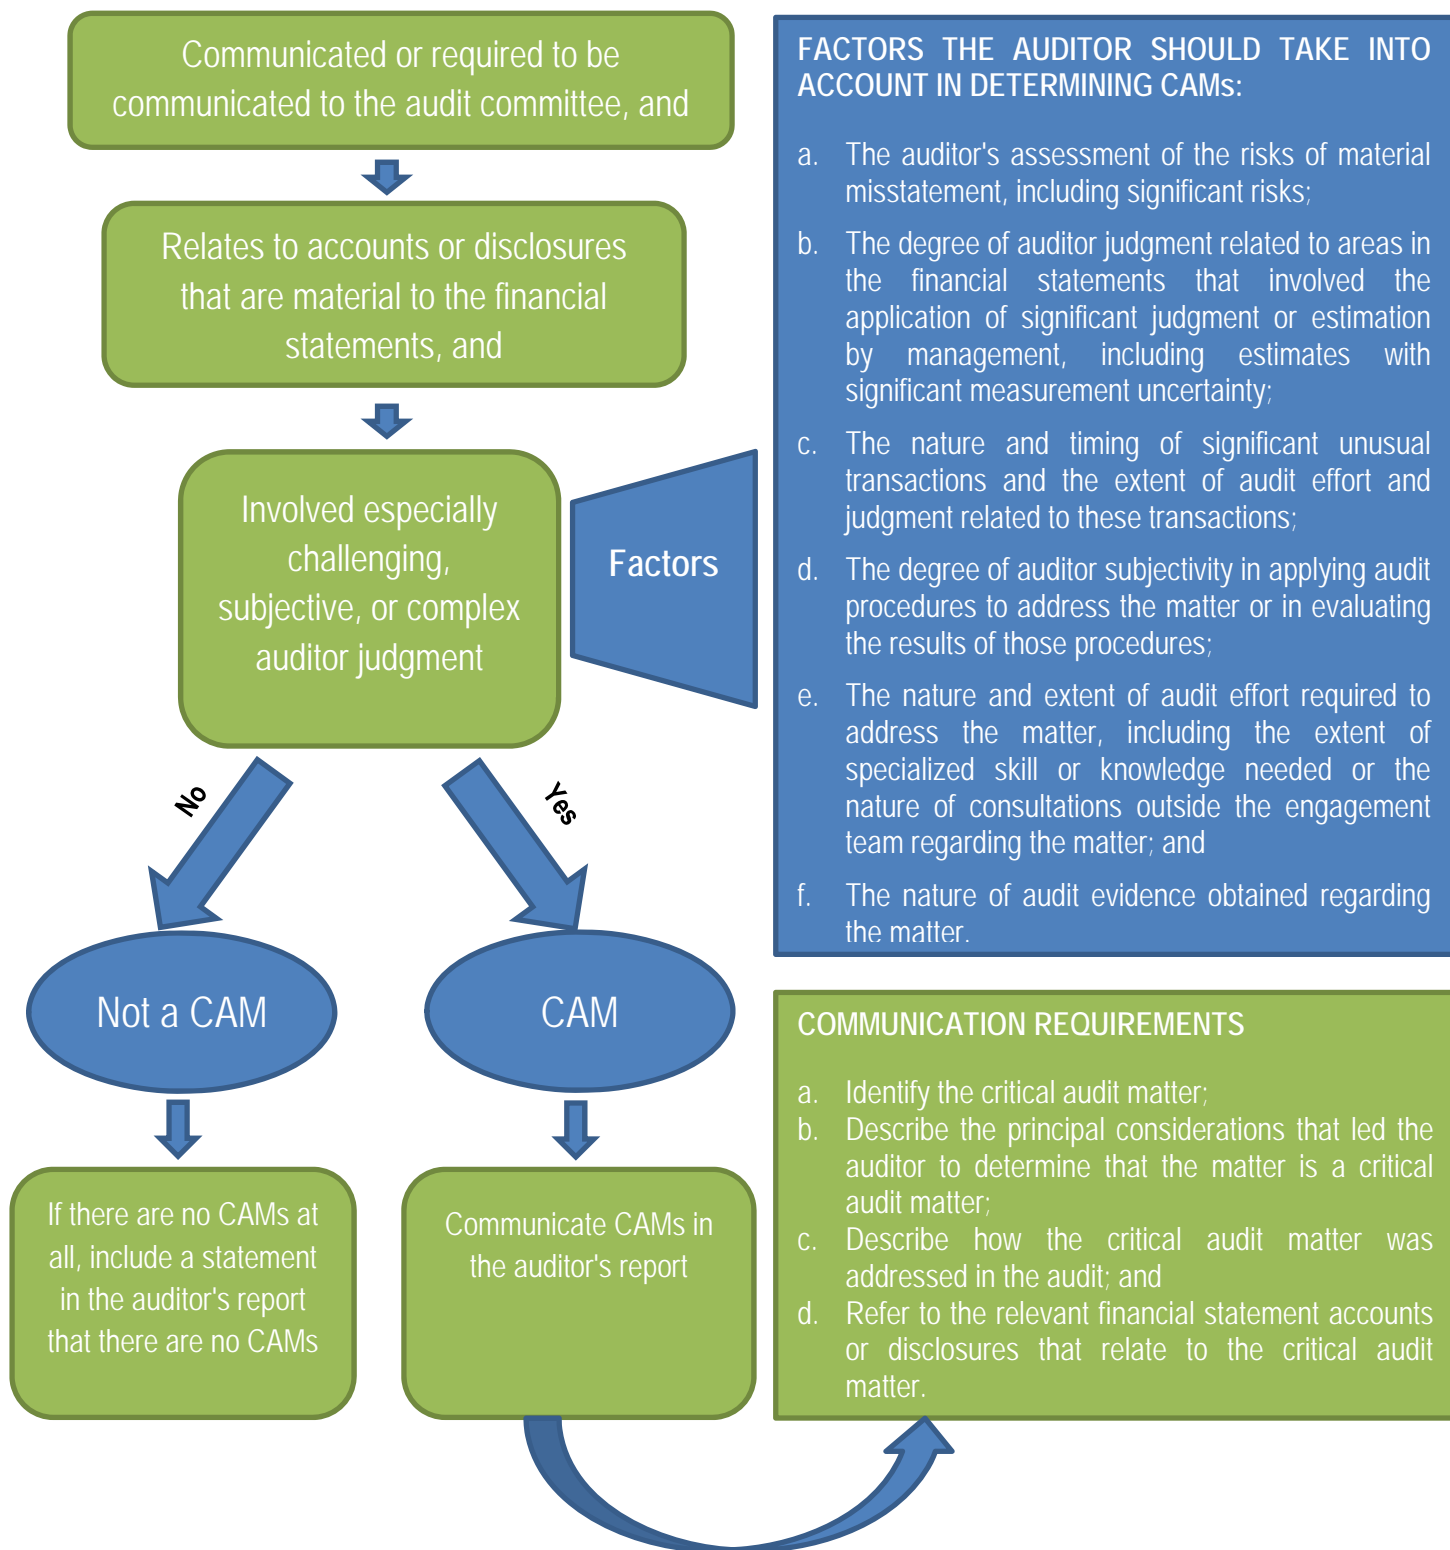 Communicated or required to be
communicated to the audit committee, and
Relates to accounts or disclosures
that are material to the financial
statements, and
Involved especially
challenging,
subjective, or complex
auditor judgment
Factors
No
Yes
Not a CAM
CAM
If there are no CAMs at
all, include a statement
in the auditor's report
that there are no CAMs
Communicate CAMs in
the auditor's report
FACTORS THE AUDITOR SHOULD TAKE INTO
ACCOUNT IN DETERMINING CAMs:
a. The auditor's assessment of the risks of material
misstatement, including significant risks;
b. The degree of auditor judgment related to areas in
the financial statements that involved the
application of significant judgment or estimation
by management, including estimates with
significant measurement uncertainty;
c. The nature and timing of significant unusual
transactions and the extent of audit effort and
judgment related to these transactions;
d. The degree of auditor subjectivity in applying audit
procedures to address the matter or in evaluating
the results of those procedures;
e. The nature and extent of audit effort required to
address the matter, including the extent of
specialized skill or knowledge needed or the
nature of consultations outside the engagement
team regarding the matter; and
f. The nature of audit evidence obtained regarding
the matter.
COMMUNICATION REQUIREMENTS
a. Identify the critical audit matter;
b. Describe the principal considerations that led the
auditor to determine that the matter is a critical
audit matter;
c. Describe how the critical audit matter was
addressed in the audit; and
d. Refer to the relevant financial statement accounts
or disclosures that relate to the critical audit
matter.